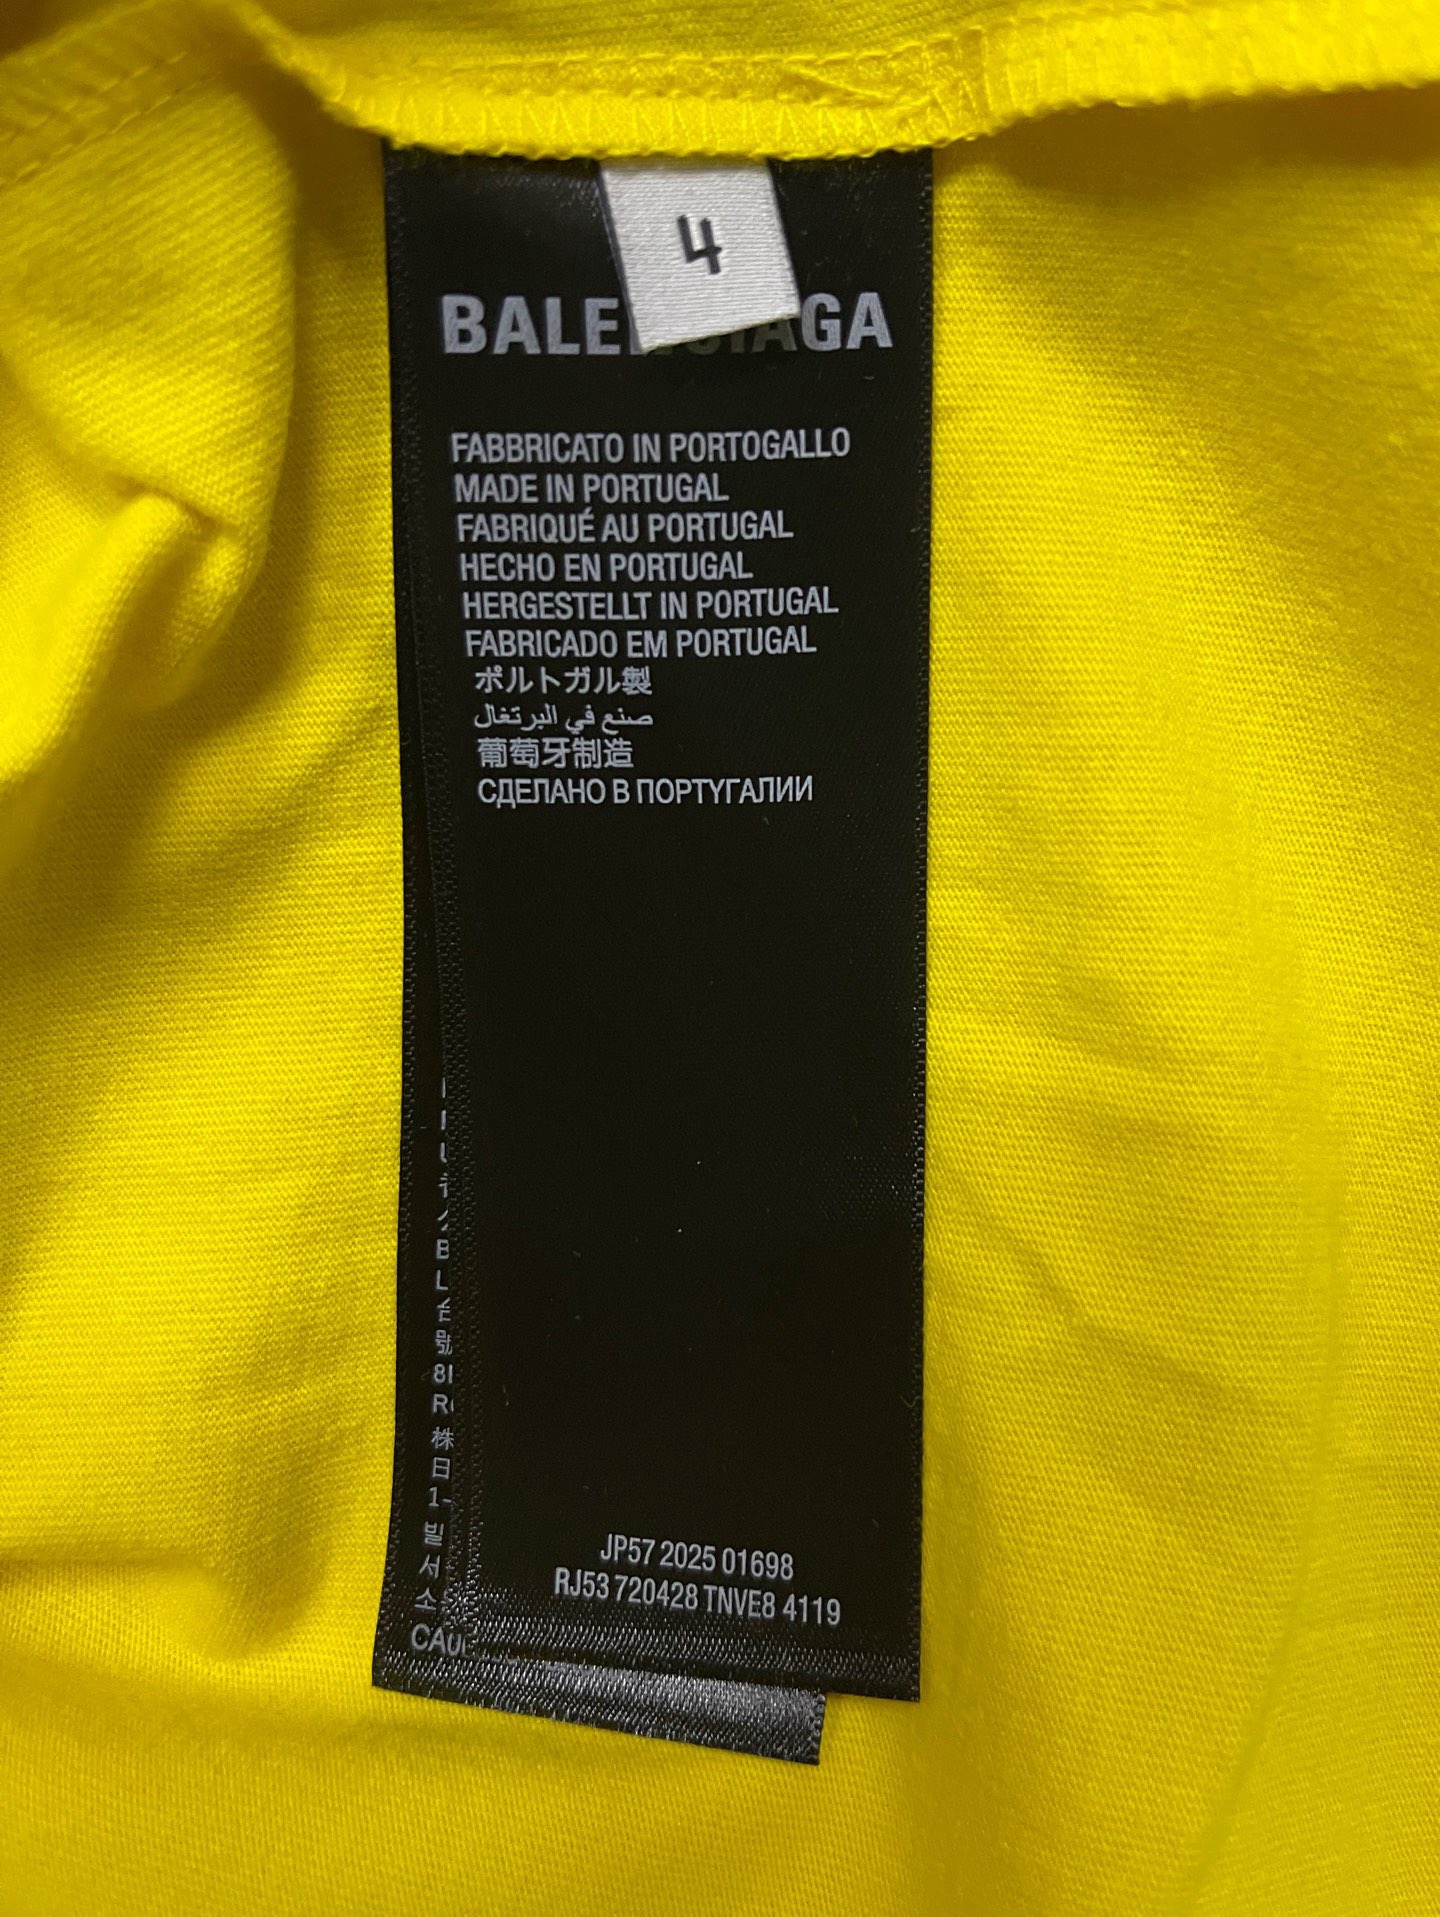 4
FABBRICATO IN PORTOGALLO
MADE IN PORTUGAL
FABRIQUÉ AU PORTUGAL
HECHO EN PORTUGAL
HERGESTELLT IN PORTUGAL
FABRICADO EM PORTUGAL
ポルトガル製
صنع في البرتغال
葡萄牙制造
СДЕЛАНО В ПОРТУГАЛИИ
JP57 2025 01698
RJ53 720428 TNVE8 4119